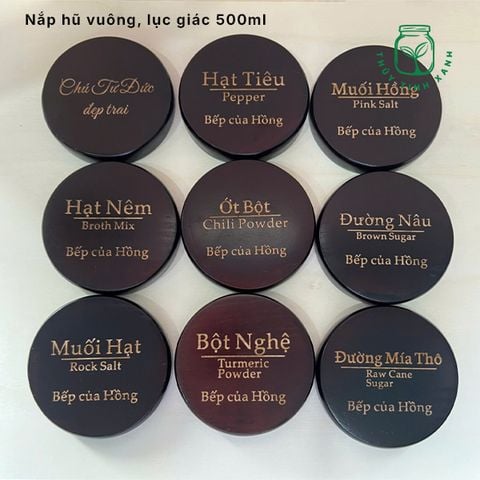 Nắp hũ vuông, lục giác 500ml
THỦY TINH XANH
Chú Tư Đức
đẹp trai
Hạt Tiêu
Pepper
Bếp của Hồng
Muối Hồng
Pink Salt
Bếp của Hồng
Hạt Nêm
Broth Mix
Bếp của Hồng
Ớt Bột
Chili Powder
Bếp của Hồng
Đường Nâu
Brown Sugar
Bếp của Hồng
Muối Hạt
Rock Salt
Bếp của Hồng
Bột Nghệ
Turmeric
Powder
Bếp của Hồng
Đường Mía Thô
Raw Cane
Sugar
Bếp của Hồng